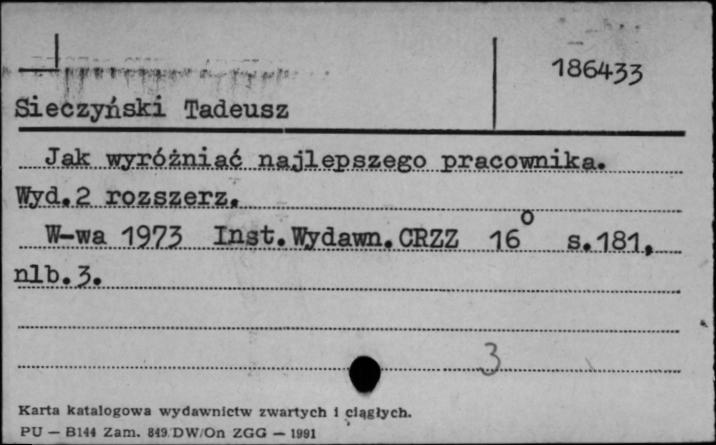 186433
Sieczyński Tadeusz
Jak wyróżniać najlepszego pracownika.
Wyd.2 rozszerz.
W-wa 1973 Inst.Wydawn.CRZZ 16° s.181,
nlb.3.
3
Karta katalogowa wydawnictw zwartych i ciągłych.
PU — B144 Zam. 849 DW/On ZGG — 1991